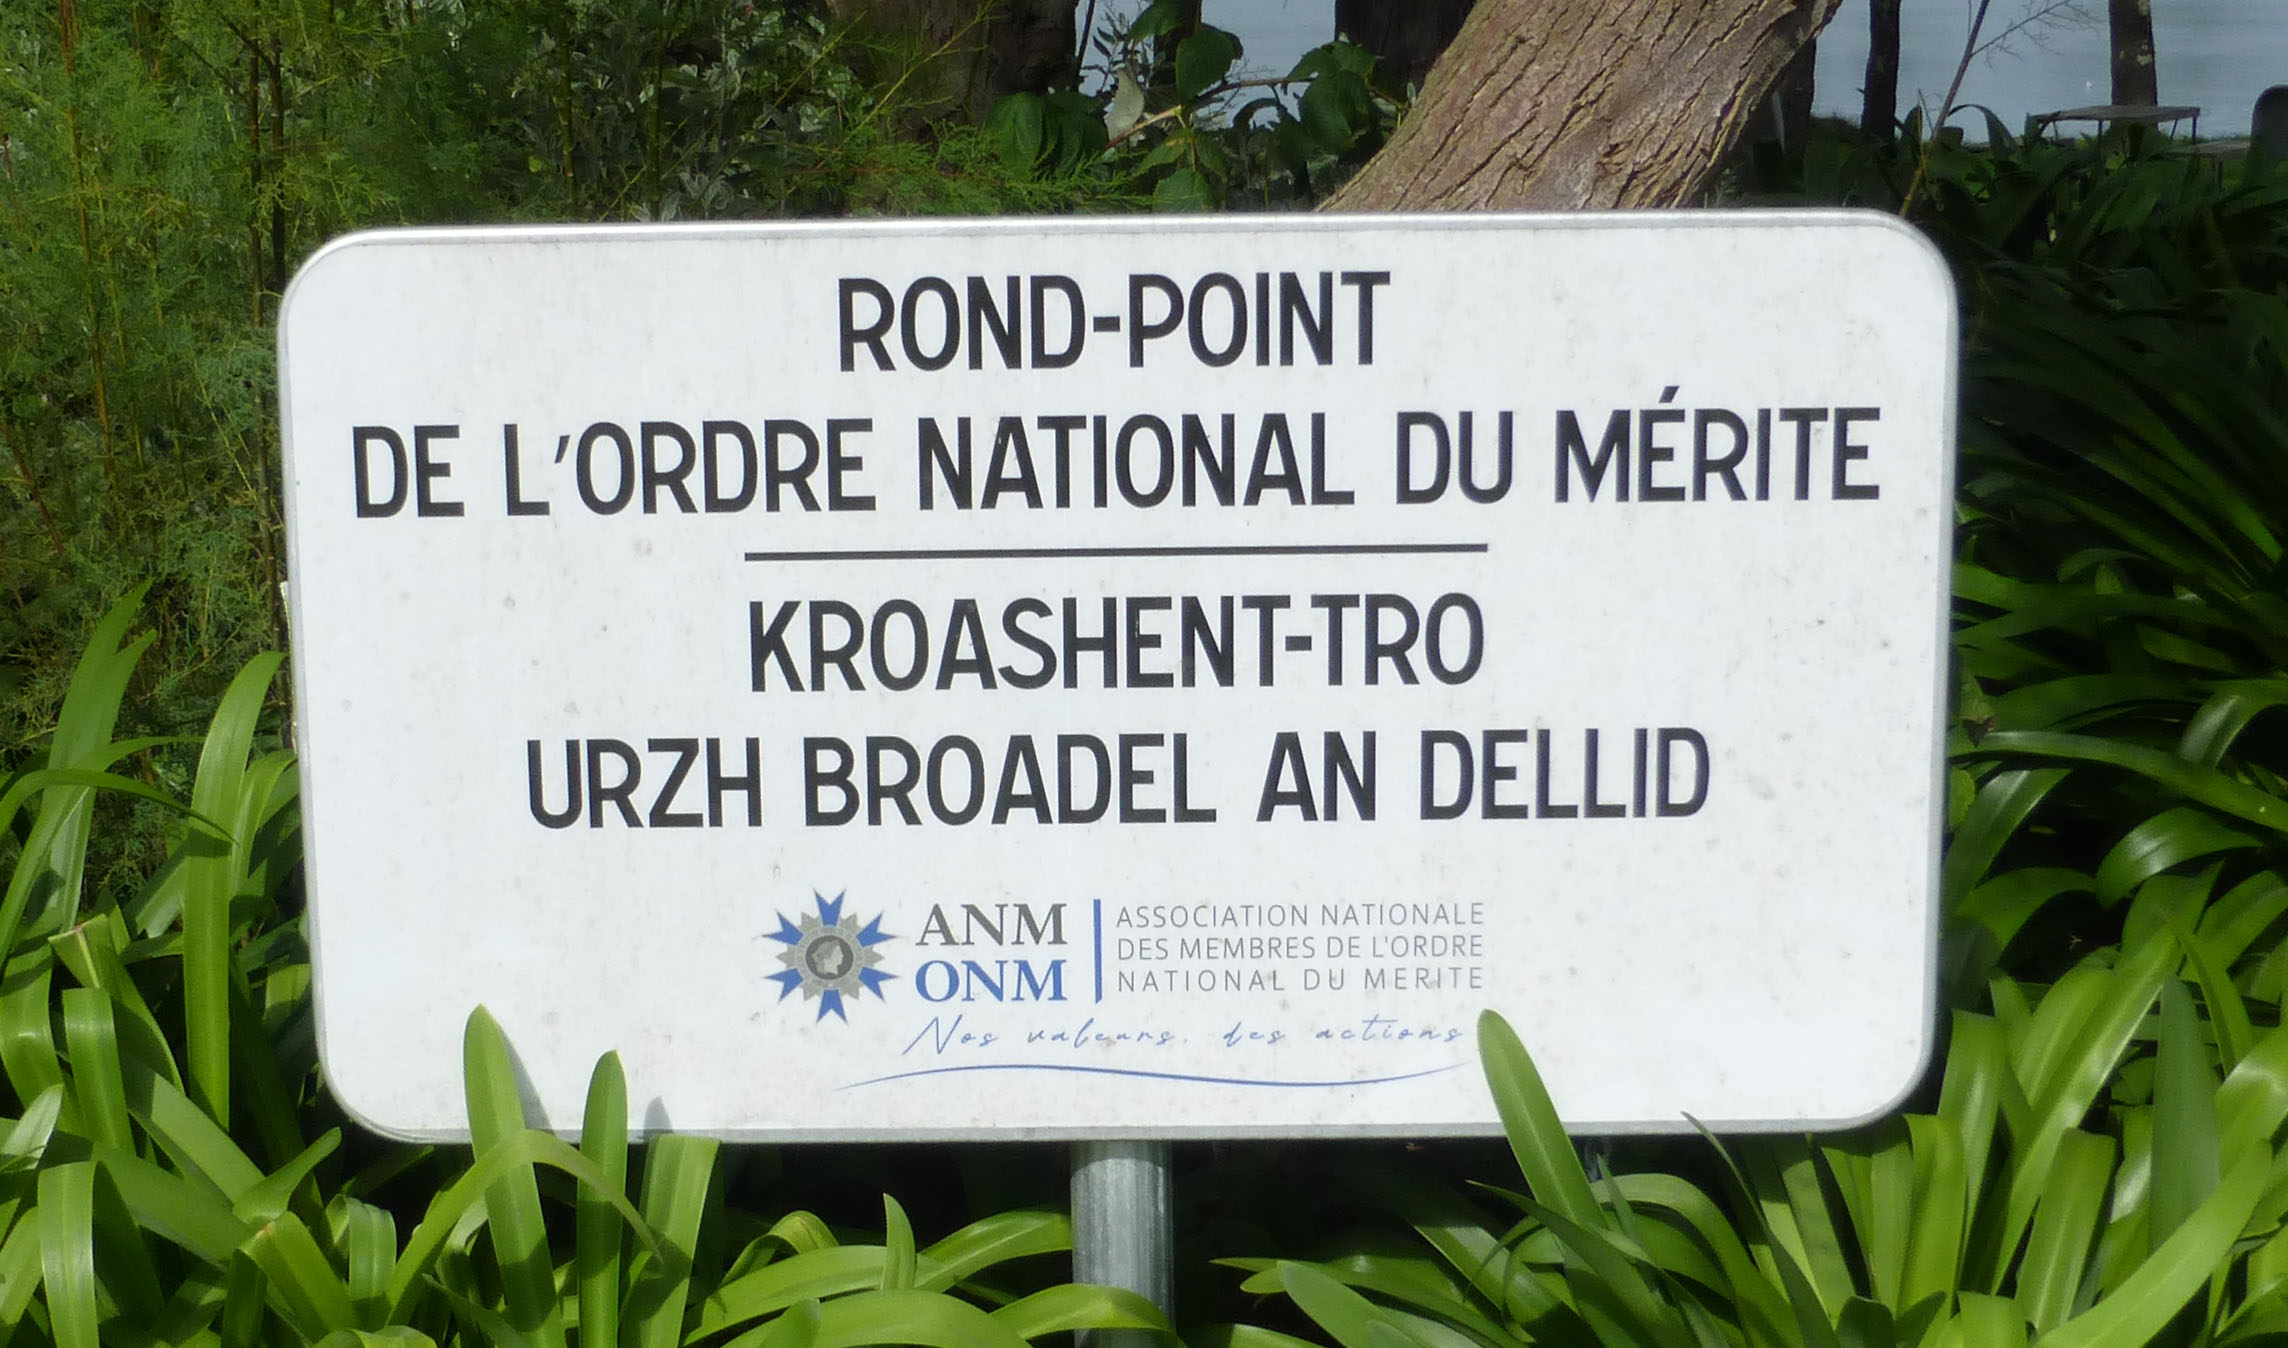 ROND-POINT
DE L'ORDRE NATIONAL DU MÉRITE
KROASHENT-TRO
URZH BROADEL AN DELLID
ANM
ONM
ASSOCIATION NATIONALE
DES MEMBRES DE L'ORDRE
NATIONAL DU MERITE
Nos valeurs, des actions